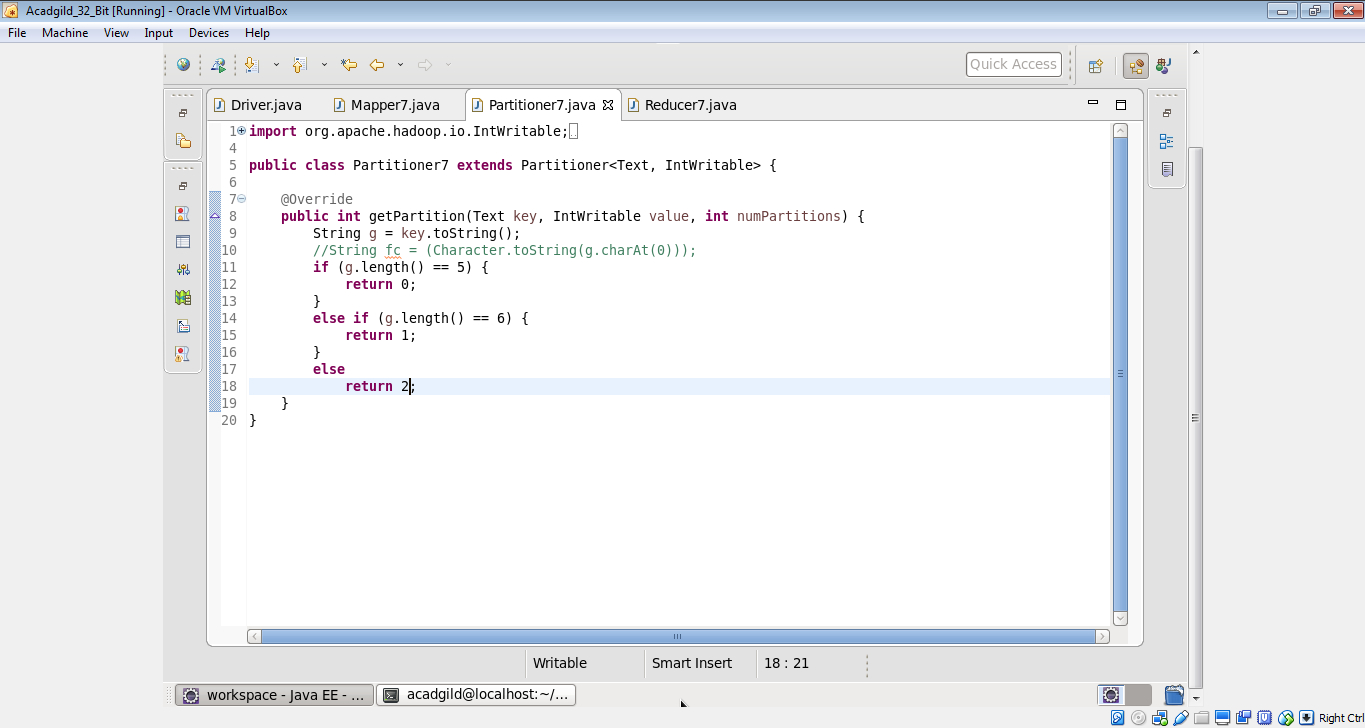 Acadgild_32_Bit [Running] - Oracle VM VirtualBox
File Machine View Input Devices Help
Quick Access
Driver.java Mapper7.java Partitioner7.java Reducer7.java
1 import org.apache.hadoop.io.IntWritable;
4
5 public class Partitioner7 extends Partitioner<Text, IntWritable> {
6
7 @Override
8 public int getPartition(Text key, IntWritable value, int numPartitions) {
9 String g = key.toString();
10 //String fc = (Character.toString(g.charAt(0)));
11 if (g.length() == 5) {
12 return 0;
13 }
14 else if (g.length() == 6) {
15 return 1;
16 }
17 else
18 return 2;
19 }
20 }
Writable Smart Insert 18 : 21
workspace - Java EE - ... acadgild@localhost:~/...
Right Ctrl